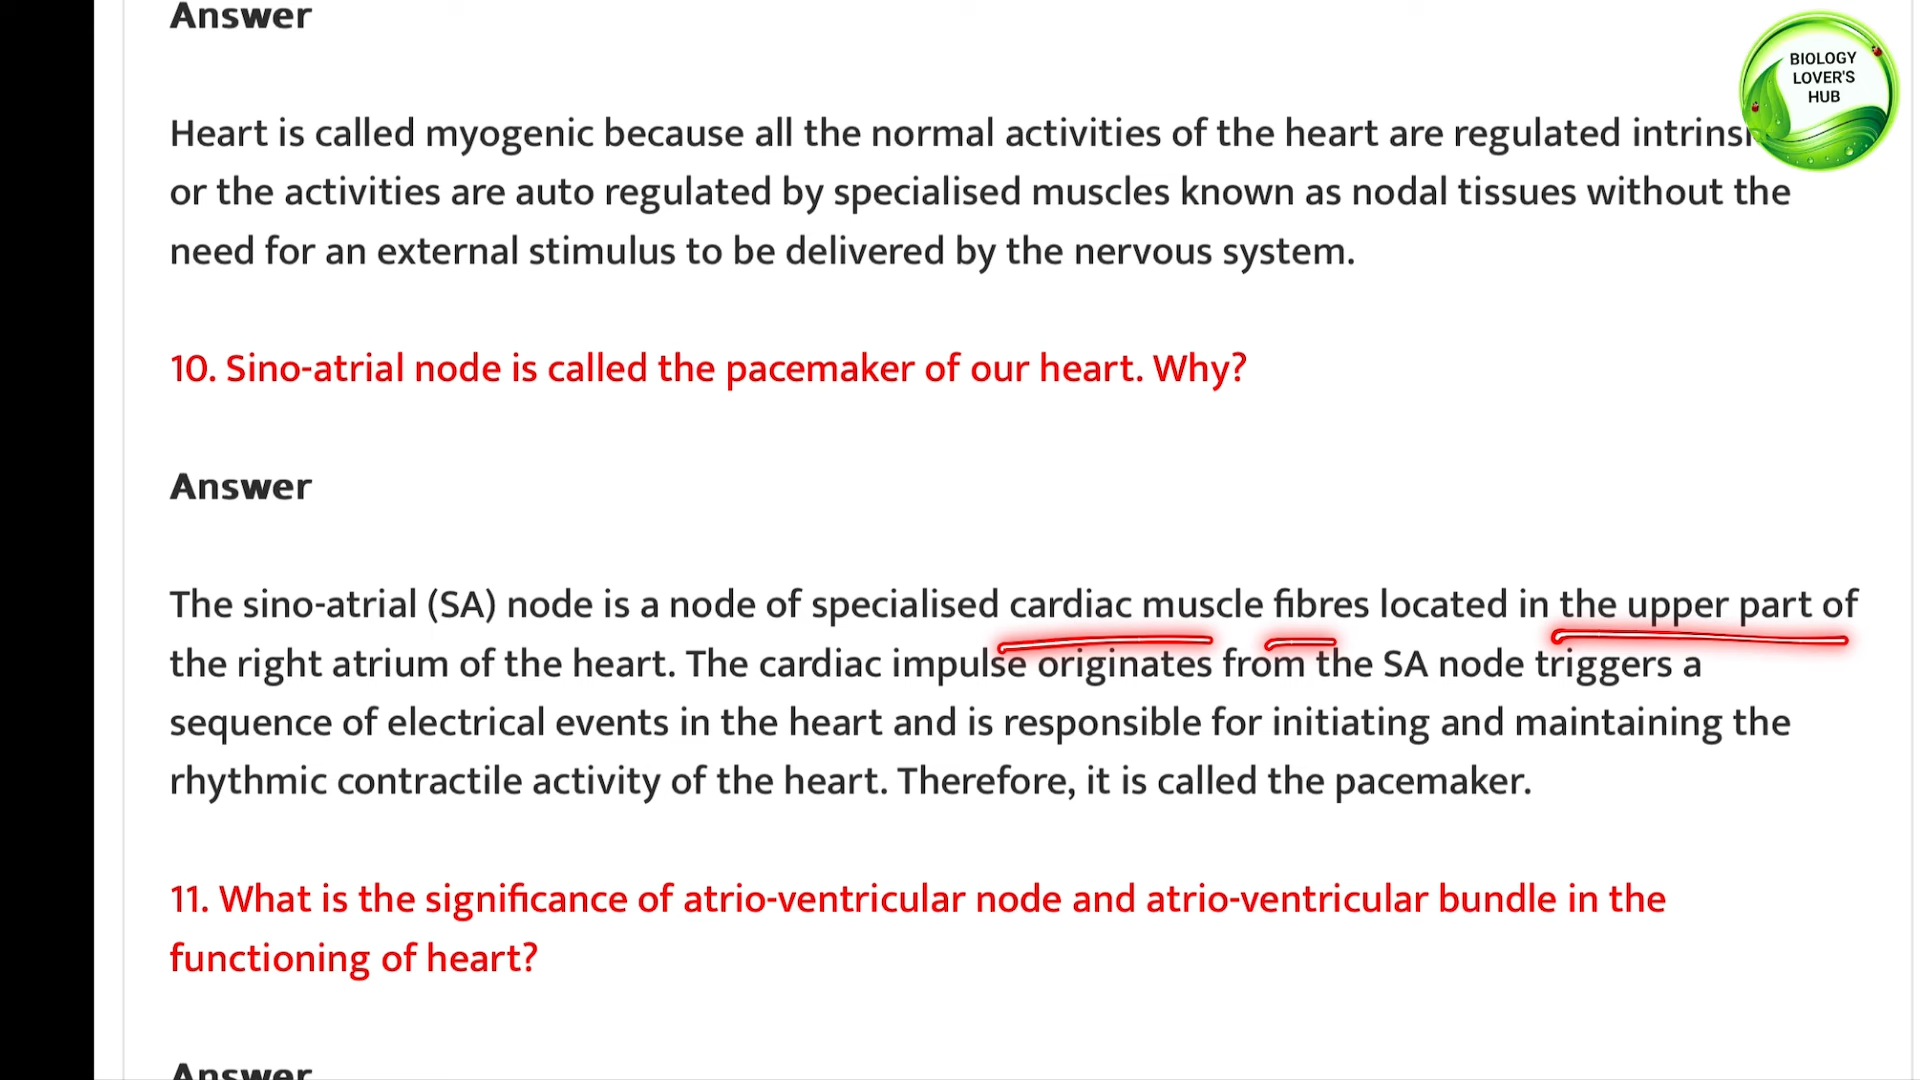 Answer
BIOLOGY
LOVER'S
HUB
Heart is called myogenic because all the normal activities of the heart are regulated
or the activities are auto regulated by specialised muscles known as nodal tissues without the
need for an external stimulus to be delivered by the nervous system.
10. Sino-atrial node is called the pacemaker of our heart. Why?
Answer
The sino-atrial (SA) node is a node of specialised cardiac muscle fibres located in the upper part of
the right atrium of the heart. The cardiac impulse originates from the SA node triggers a
sequence of electrical events in the heart and is responsible for initiating and maintaining the
rhythmic contractile activity of the heart. Therefore, it is called the pacemaker.
11. What is the significance of atrio-ventricular node and atrio-ventricular bundle in the
functioning of heart?
Answer